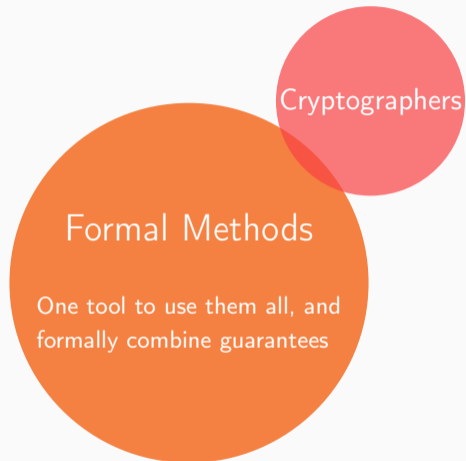 Cryptographers
Formal Methods
One tool to use them all, and
formally combine guarantees